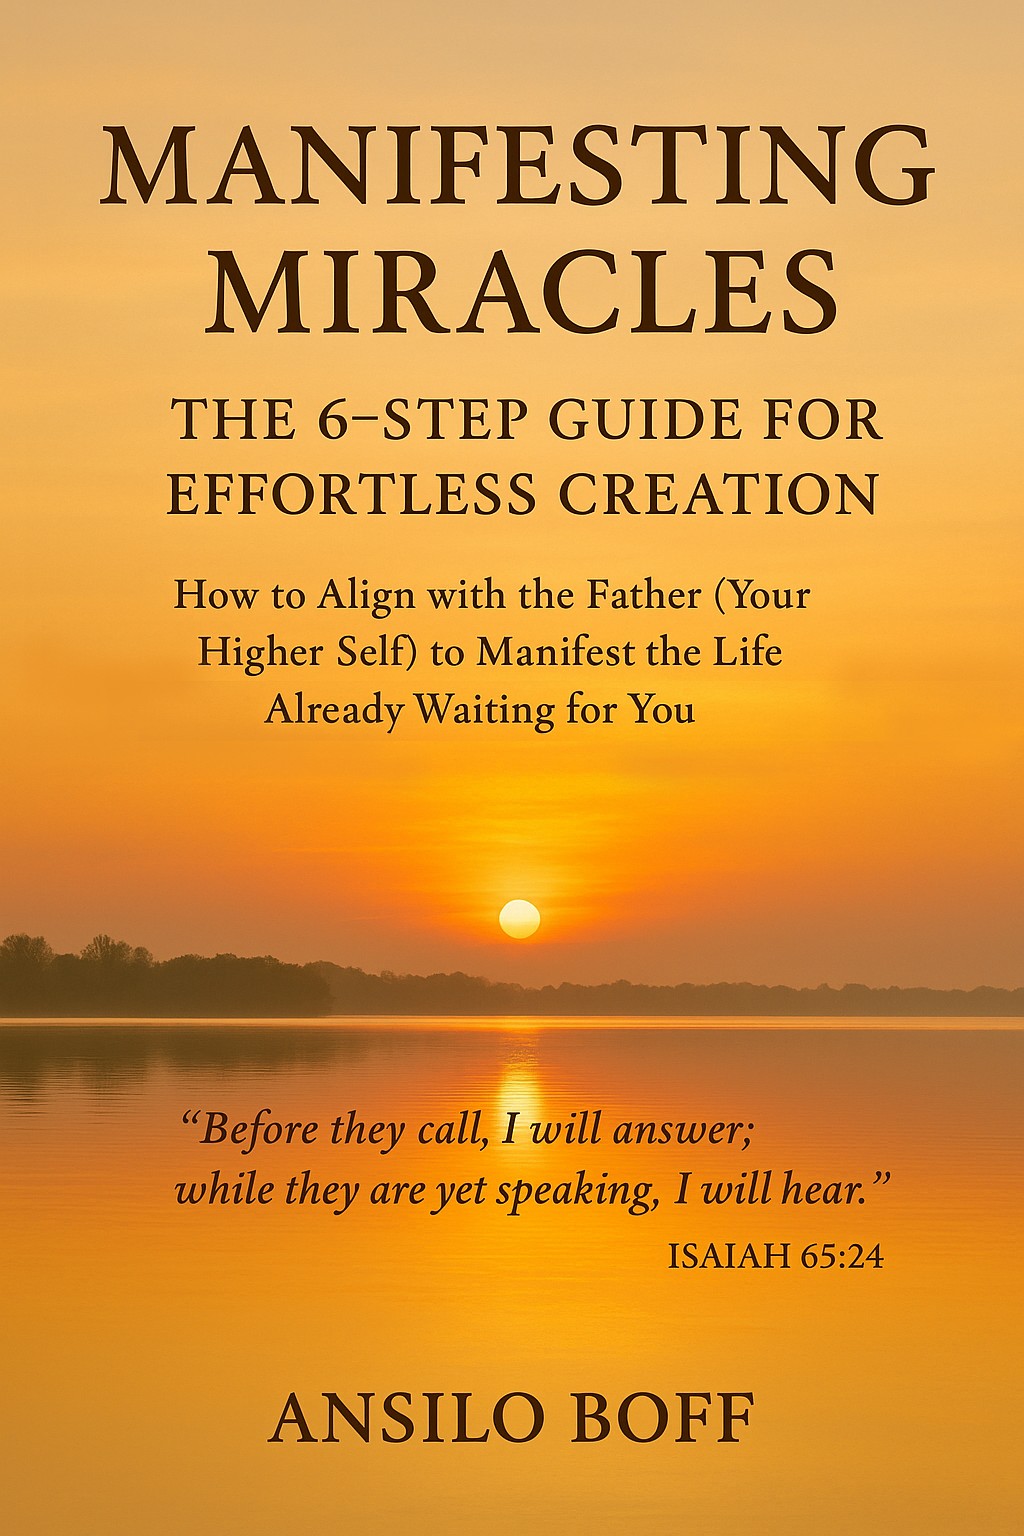 MANIFESTING
MIRACLES
THE 6–STEP GUIDE FOR
EFFORTLESS CREATION
How to Align with the Father (Your
Higher Self) to Manifest the Life
Already Waiting for You
“Before they call, I will answer;
while they are yet speaking, I will hear.”
ISAIAH 65:24
ANSILO BOFF